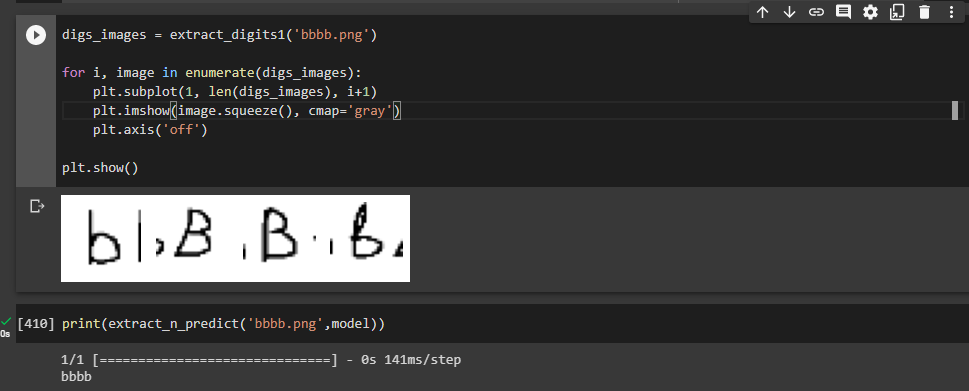 digs_images = extract_digits1('bbbb.png')
for i, image in enumerate(digs_images):
plt.subplot(1, len(digs_images), i+1)
plt.imshow(image.squeeze(), cmap='gray')
plt.axis('off')
plt.show()
b B B b
[410] print(extract_n_predict('bbbb.png',model))
0s
1/1 [==============================] - 0s 141ms/step
bbbb